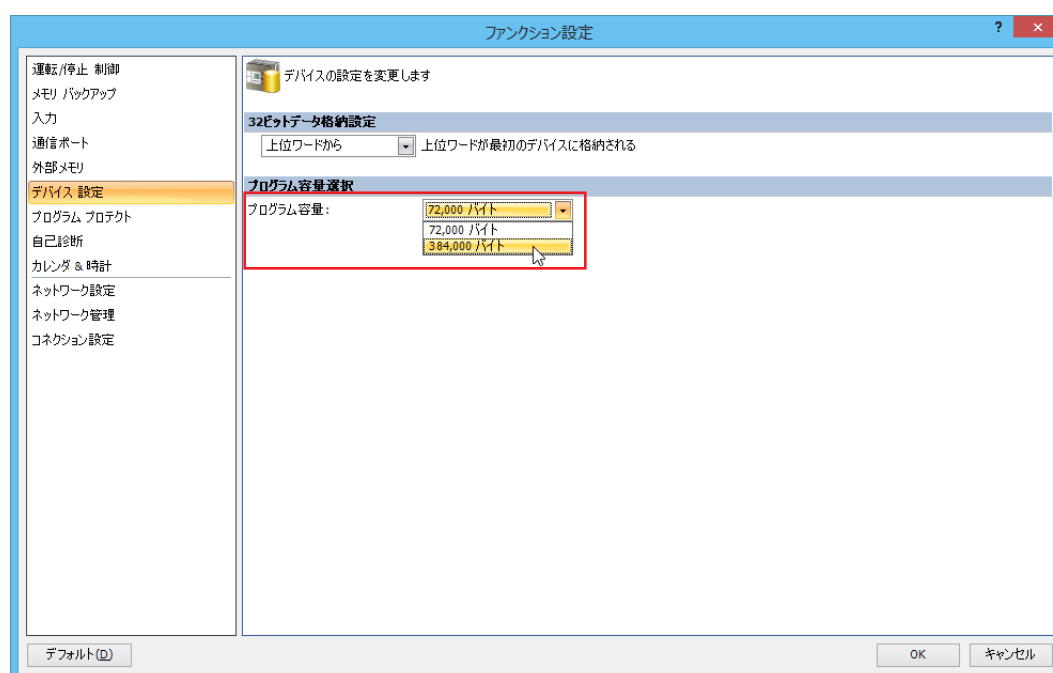 ファンクション設定
? ×
運転/停止 制御
メモリ バックアップ
入力
通信ポート
外部メモリ
デバイス 設定
プログラム プロテクト
自己診断
カレンダ & 時計
ネットワーク設定
ネットワーク管理
コネクション設定
デバイスの設定を変更します
32ビットデータ格納設定
上位ワードから 上位ワードが最初のデバイスに格納される
プログラム容量選択
プログラム容量: 72,000 バイト
72,000 バイト
384,000 バイト
デフォルト(D) OK キャンセル